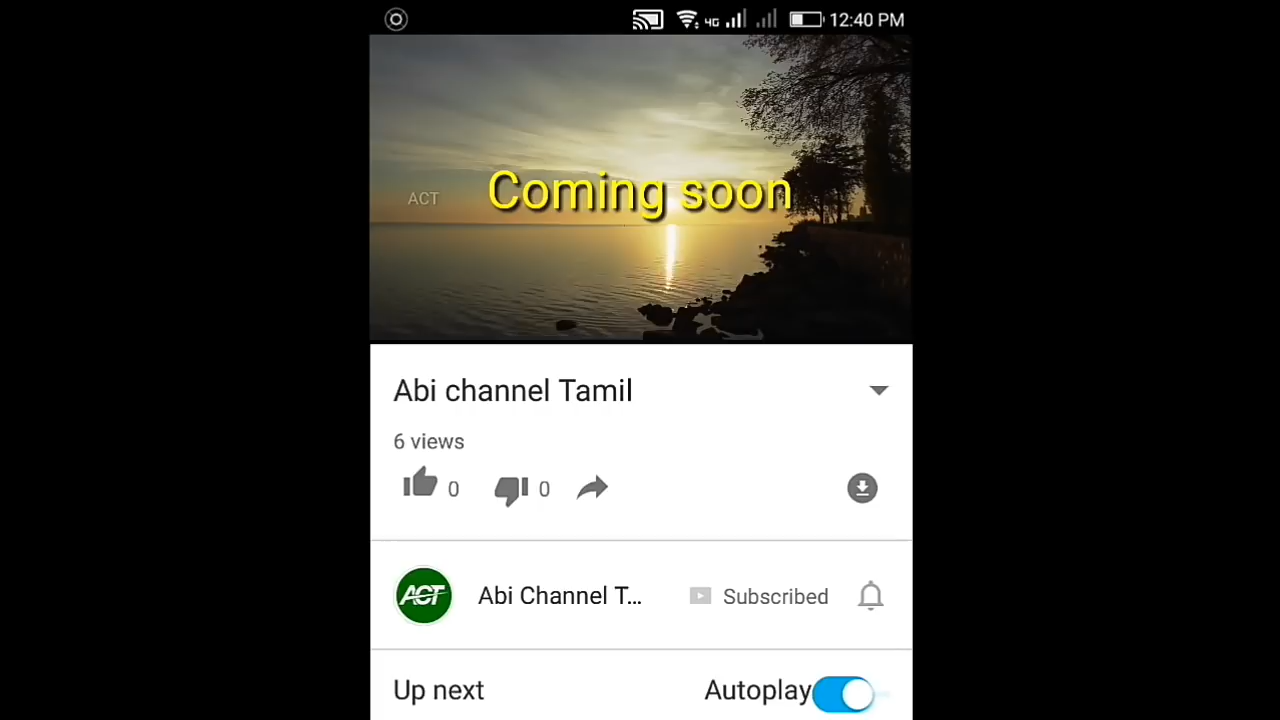 4G 12:40 PM
ACT Coming soon
Abi channel Tamil
6 views
0 0
ACT Abi Channel T... Subscribed
Up next Autoplay